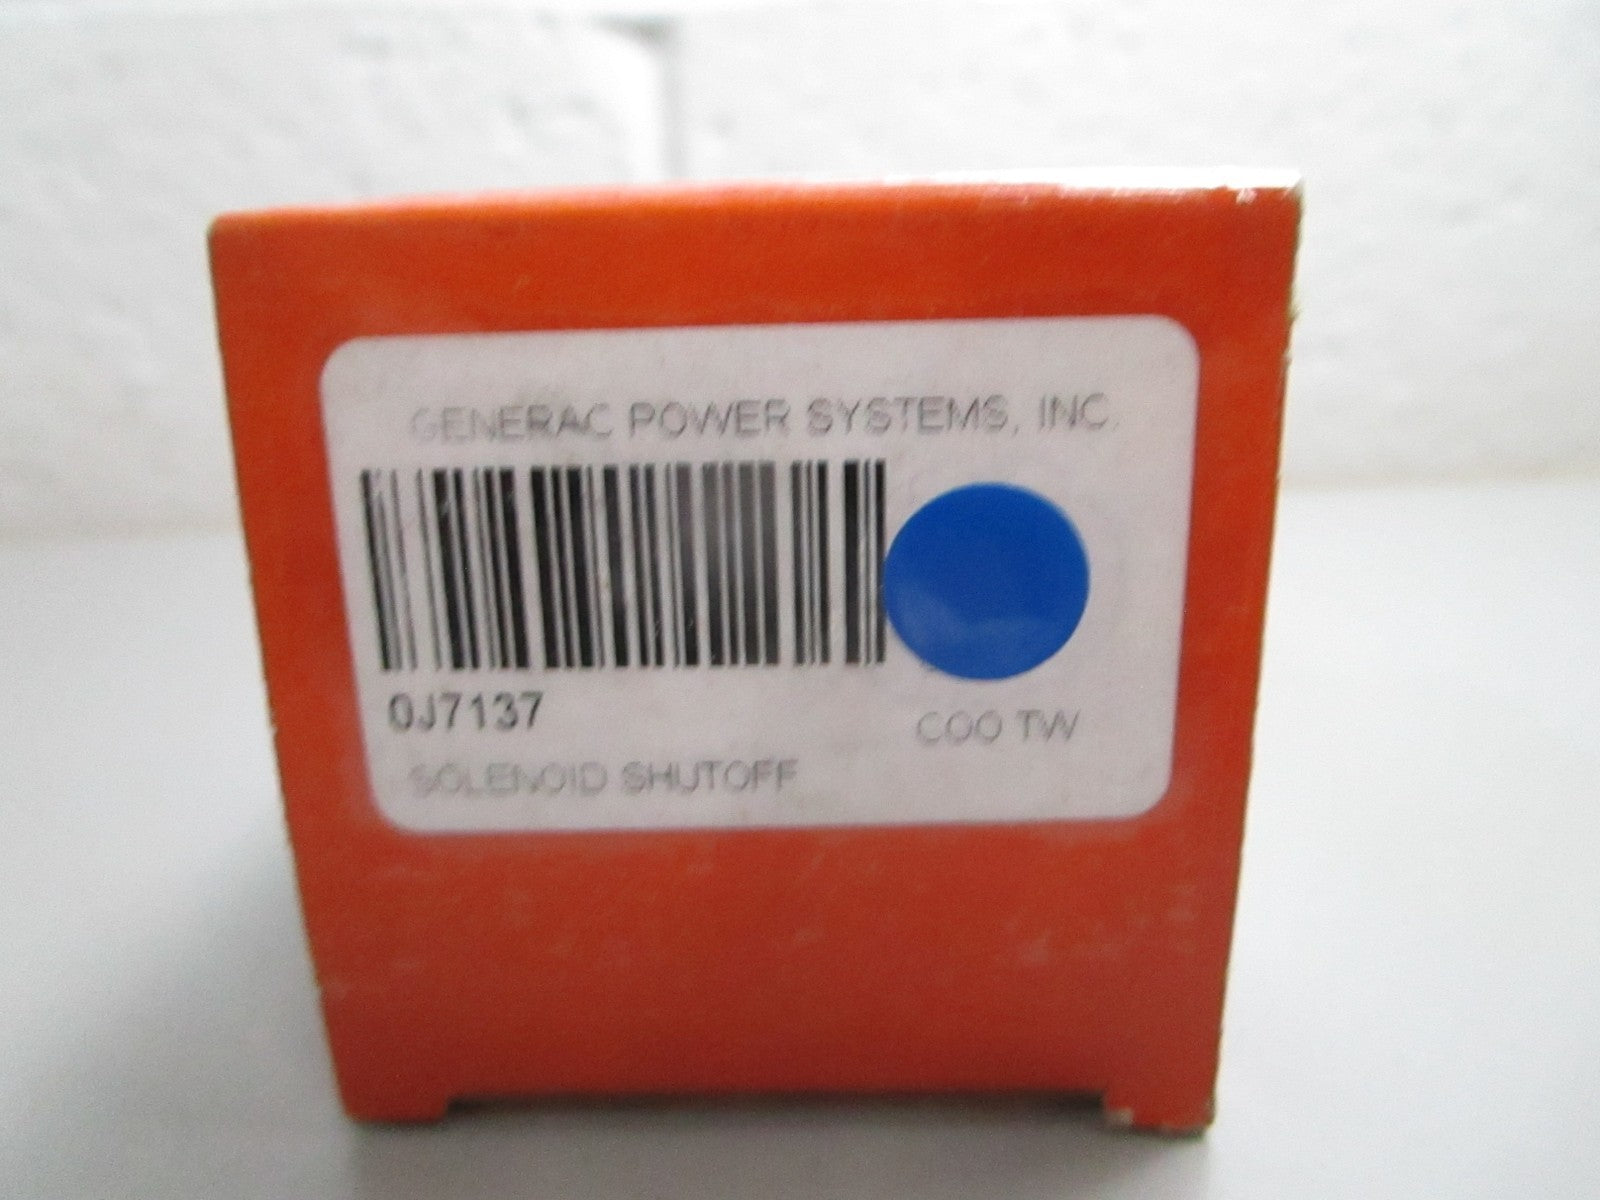 GENERAC POWER SYSTEMS, INC.
0J7137
COO TW
SOLENOID SHUTOFF